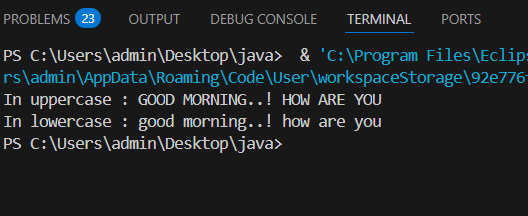 PROBLEMS 23 OUTPUT DEBUG CONSOLE TERMINAL PORTS
PS C:\Users\admin\Desktop\java>  & 'C:\Program Files\Eclips
rs\admin\AppData\Roaming\Code\User\workspaceStorage\92e776
In uppercase : GOOD MORNING..! HOW ARE YOU
In lowercase : good morning..! how are you
PS C:\Users\admin\Desktop\java>